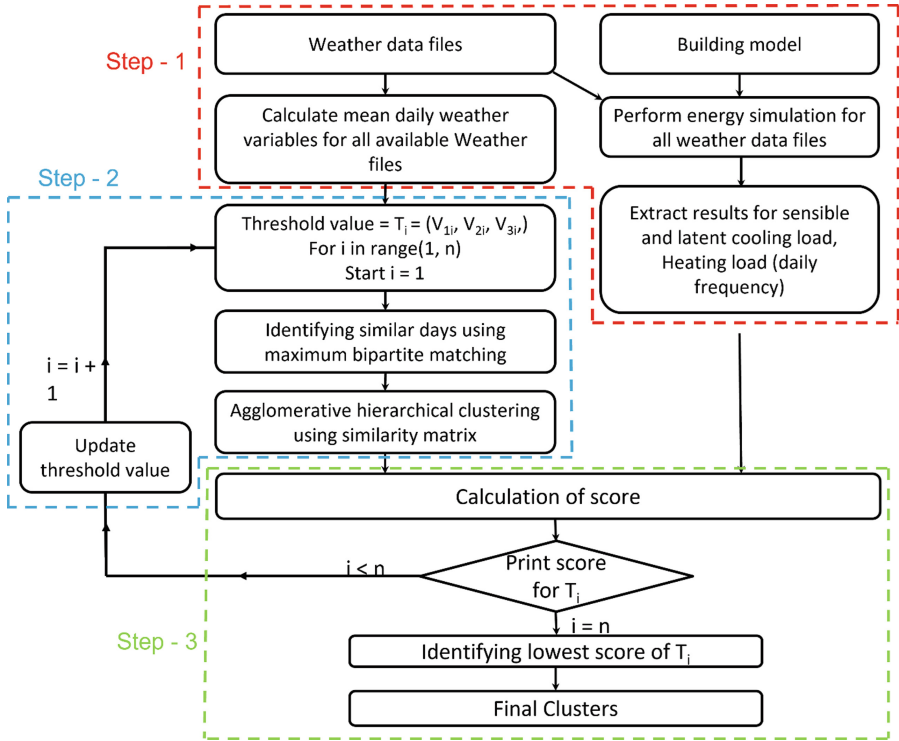 Step - 1
Weather data files
Building model
Calculate mean daily weather
variables for all available Weather
files
Perform energy simulation for
all weather data files
Extract results for sensible
and latent cooling load,
Heating load (daily
frequency)
Step - 2
Threshold value = Ti = (V1i, V2i, V3i,)
For i in range(1, n)
Start i = 1
Identifying similar days using
maximum bipartite matching
Agglomerative hierarchical clustering
using similarity matrix
i = i +
1
Update
threshold value
Step - 3
Calculation of score
Print score
for Ti
i < n
i = n
Identifying lowest score of Ti
Final Clusters